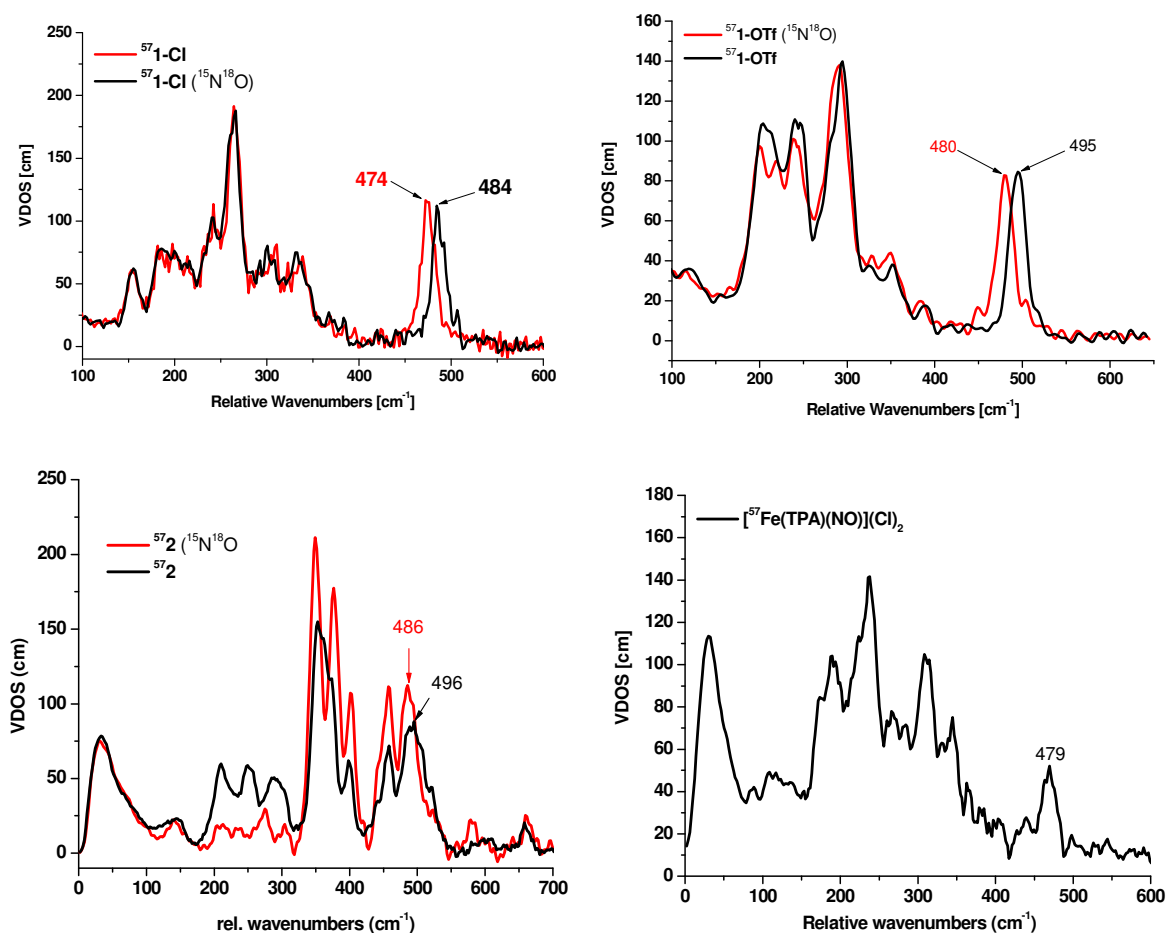 250
200
150
100
50
0
VDOS [cm]
⁵⁷1-Cl
⁵⁷1-Cl (¹⁵N¹⁸O)
474
484
100 200 300 400 500 600
Relative Wavenumbers [cm⁻¹]
160
140
120
100
80
60
40
20
0
VDOS [cm]
⁵⁷1-OTf (¹⁵N¹⁸O)
⁵⁷1-OTf
480
495
100 200 300 400 500 600
Relative Wavenumbers [cm⁻¹]
250
200
150
100
50
0
VDOS (cm)
⁵⁷2 (¹⁵N¹⁸O
⁵⁷2
486
496
0 100 200 300 400 500 600 700
rel. wavenumbers (cm⁻¹)
180
160
140
120
100
80
60
40
20
0
VDOS [cm]
[⁵⁷Fe(TPA)(NO)](Cl)₂
479
0 100 200 300 400 500 600
Relative wavenumbers (cm⁻¹)